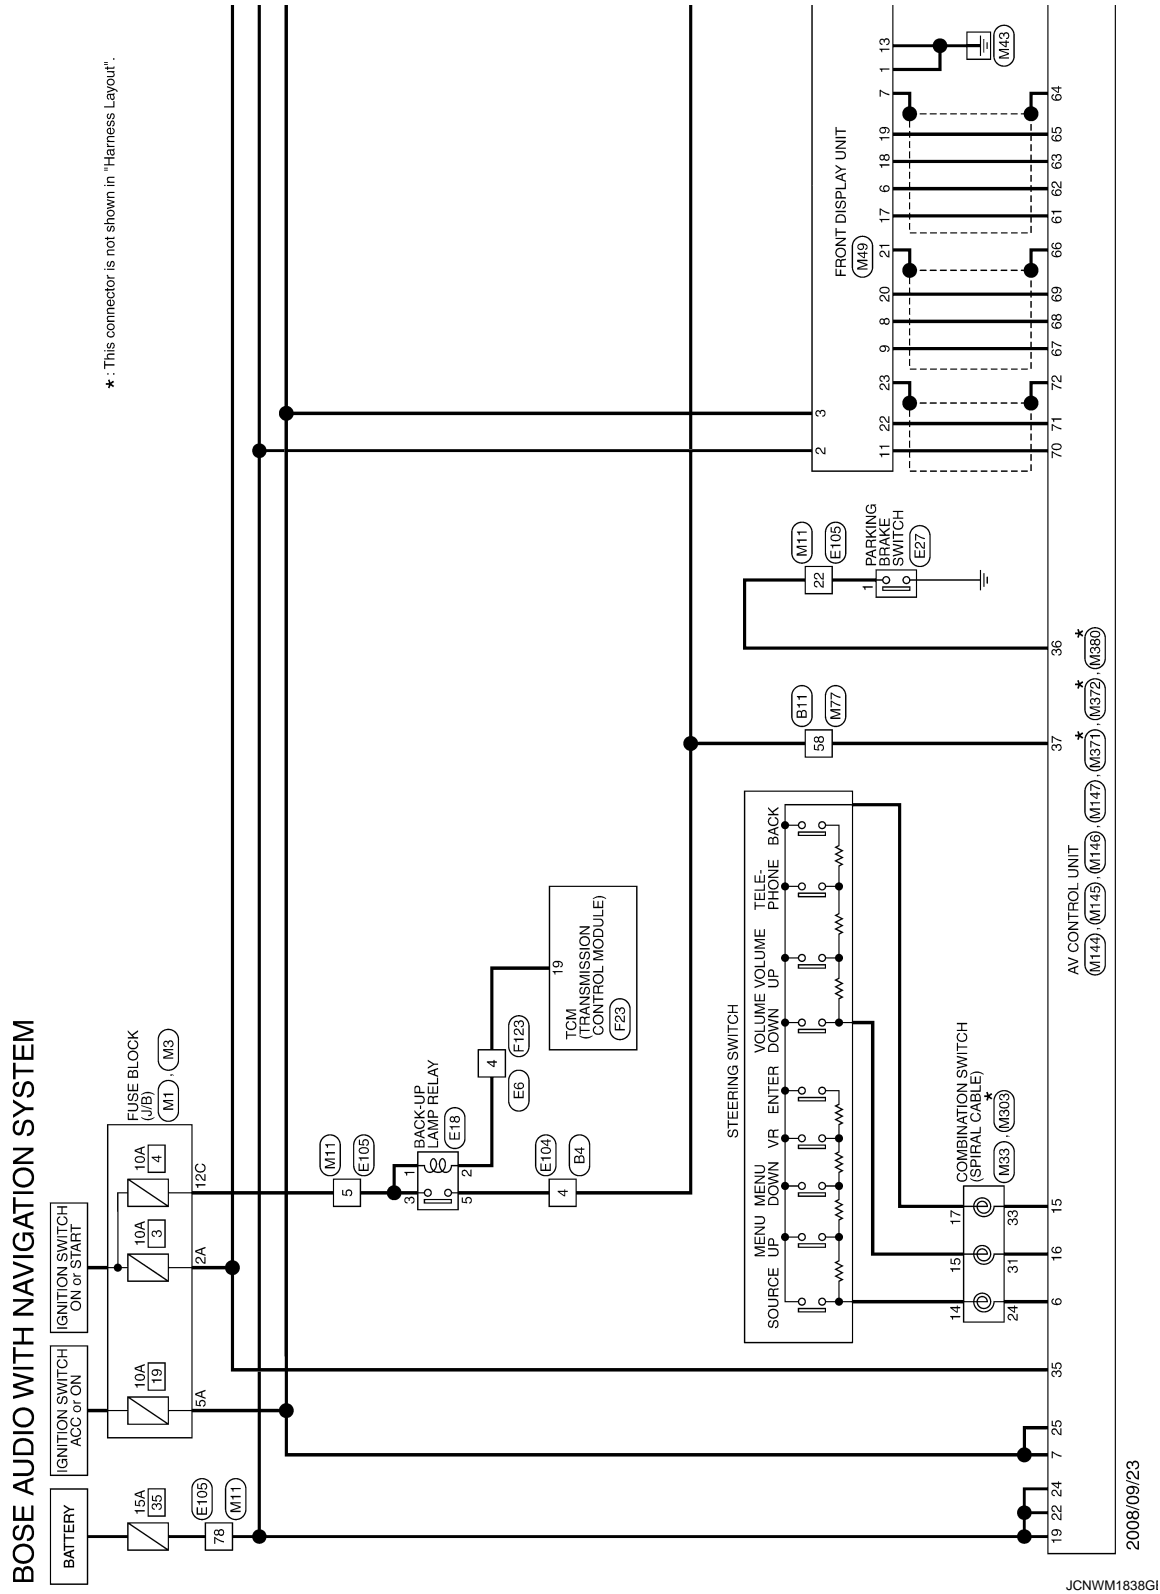 BOSE AUDIO WITH NAVIGATION SYSTEM
* : This connector is not shown in "Harness Layout".
BATTERY
IGNITION SWITCH
ACC or ON
IGNITION SWITCH
ON or START
15A
35
10A
19
10A
3
10A
4
FUSE BLOCK
(J/B)
M1 , M3
E105
78
M11
5A
2A
12C
M11
5
E105
BACK-UP
LAMP RELAY
E18
1
3
2
5
4
E6
F123
19
TCM
(TRANSMISSION
CONTROL MODULE)
F23
E104
4
B4
STEERING SWITCH
SOURCE
MENU
UP
MENU
DOWN
VR
ENTER
VOLUME
DOWN
VOLUME
UP
TELE-
PHONE
BACK
COMBINATION SWITCH
(SPIRAL CABLE)
M33 , M303 *
14
15
17
24
31
33
B11
58
M77
M11
22
E105
PARKING
BRAKE
SWITCH
E27
1
2
3
FRONT DISPLAY UNIT
M49
11
22
23
9
8
20
21
17
6
18
19
7
1
13
M43
19
22
24
7
25
35
6
16
15
37
36
70
71
72
67
68
69
66
61
62
63
65
64
AV CONTROL UNIT
M144 , M145 , M146 , M147 , M371 * , M372 * , M380 *
2008/09/23
JCNWM1838GI